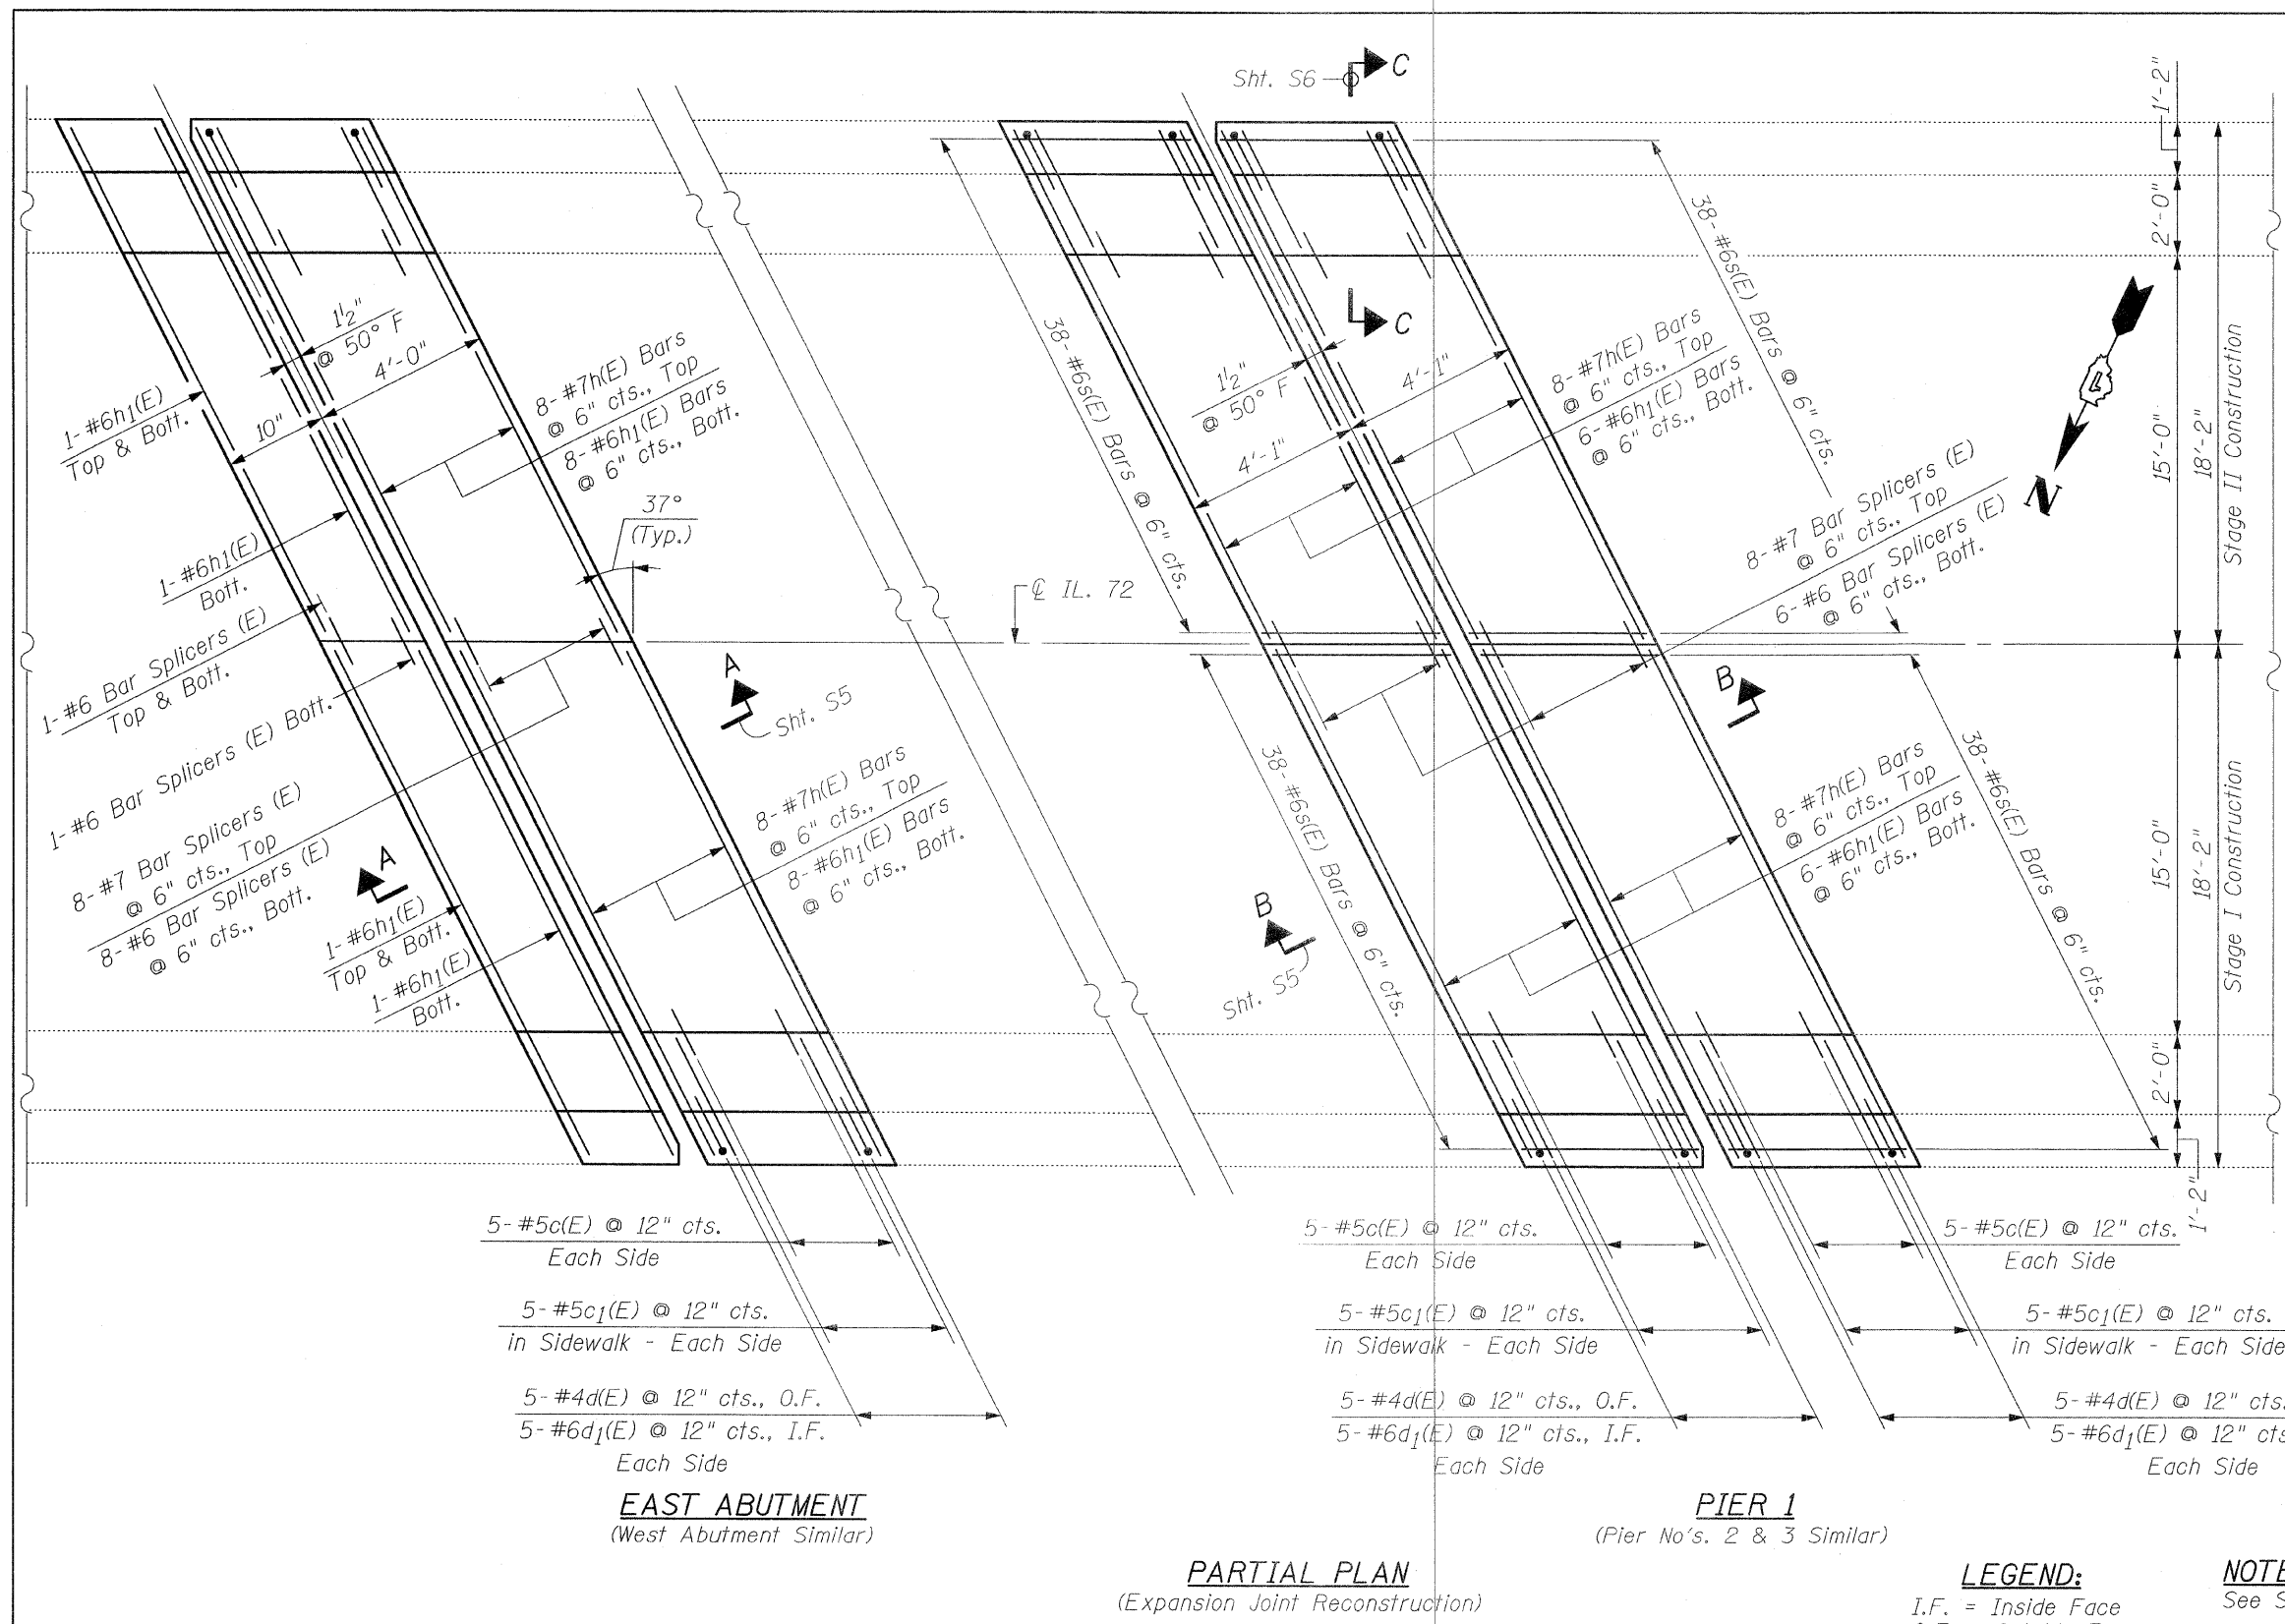 Sht. S6
C
C
1'-2"
2'-0"
15'-0"
18'-2"
Stage II Construction
15'-0"
18'-2"
Stage I Construction
2'-0"
1'-2"
N
1-#6h1(E)
Top & Bott.
10"
1½"
@ 50° F
4'-0"
8-#7h(E) Bars
@ 6" cts., Top
8-#6h1(E) Bars
@ 6" cts., Bott.
37°
(Typ.)
1-#6h1(E)
Bott.
1-#6 Bar Splicers (E)
Top & Bott.
1-#6 Bar Splicers (E) Bott.
8-#7 Bar Splicers (E)
@ 6" cts., Top
8-#6 Bar Splicers (E)
@ 6" cts., Bott.
A
Sht. S5
A
1-#6h1(E)
Top & Bott.
1-#6h1(E)
Bott.
8-#7h(E) Bars
@ 6" cts., Top
8-#6h1(E) Bars
@ 6" cts., Bott.
℄ IL. 72
38-#6s(E) Bars @ 6" cts.
1½"
@ 50° F
4'-1"
4'-1"
38-#6s(E) Bars @ 6" cts.
8-#7h(E) Bars
@ 6" cts., Top
6-#6h1(E) Bars
@ 6" cts., Bott.
8-#7 Bar Splicers (E)
@ 6" cts., Top
6-#6 Bar Splicers (E)
@ 6" cts., Bott.
B
38-#6s(E) Bars @ 6" cts.
B
Sht. S5
8-#7h(E) Bars
@ 6" cts., Top
6-#6h1(E) Bars
@ 6" cts., Bott.
38-#6s(E) Bars @ 6" cts.
5-#5c(E) @ 12" cts.
Each Side
5-#5c1(E) @ 12" cts.
in Sidewalk - Each Side
5-#4d(E) @ 12" cts., O.F.
5-#6d1(E) @ 12" cts., I.F.
Each Side
EAST ABUTMENT
(West Abutment Similar)
5-#5c(E) @ 12" cts.
Each Side
5-#5c1(E) @ 12" cts.
in Sidewalk - Each Side
5-#4d(E) @ 12" cts., O.F.
5-#6d1(E) @ 12" cts., I.F.
Each Side
5-#5c(E) @ 12" cts.
Each Side
5-#5c1(E) @ 12" cts.
in Sidewalk - Each Side
5-#4d(E) @ 12" cts.
5-#6d1(E) @ 12" cts
Each Side
PIER 1
(Pier No's. 2 & 3 Similar)
PARTIAL PLAN
(Expansion Joint Reconstruction)
LEGEND:
I.F. = Inside Face
NOTE
See S